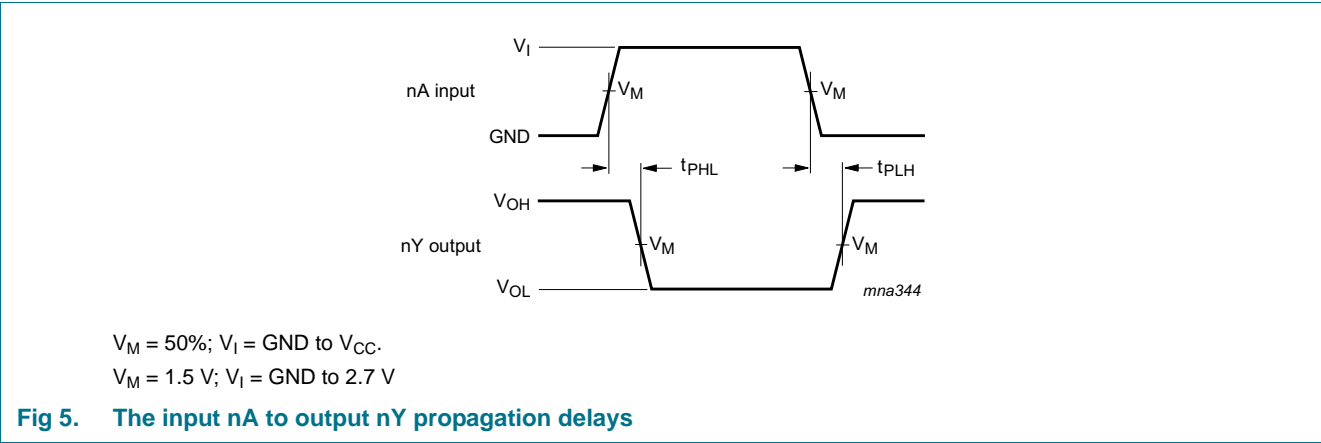 V_I
nA input
V_M
V_M
GND
t_PHL
t_PLH
V_OH
nY output
V_M
V_M
V_OL
mna344
V_M = 50%; V_I = GND to V_CC.
V_M = 1.5 V; V_I = GND to 2.7 V
Fig 5. The input nA to output nY propagation delays